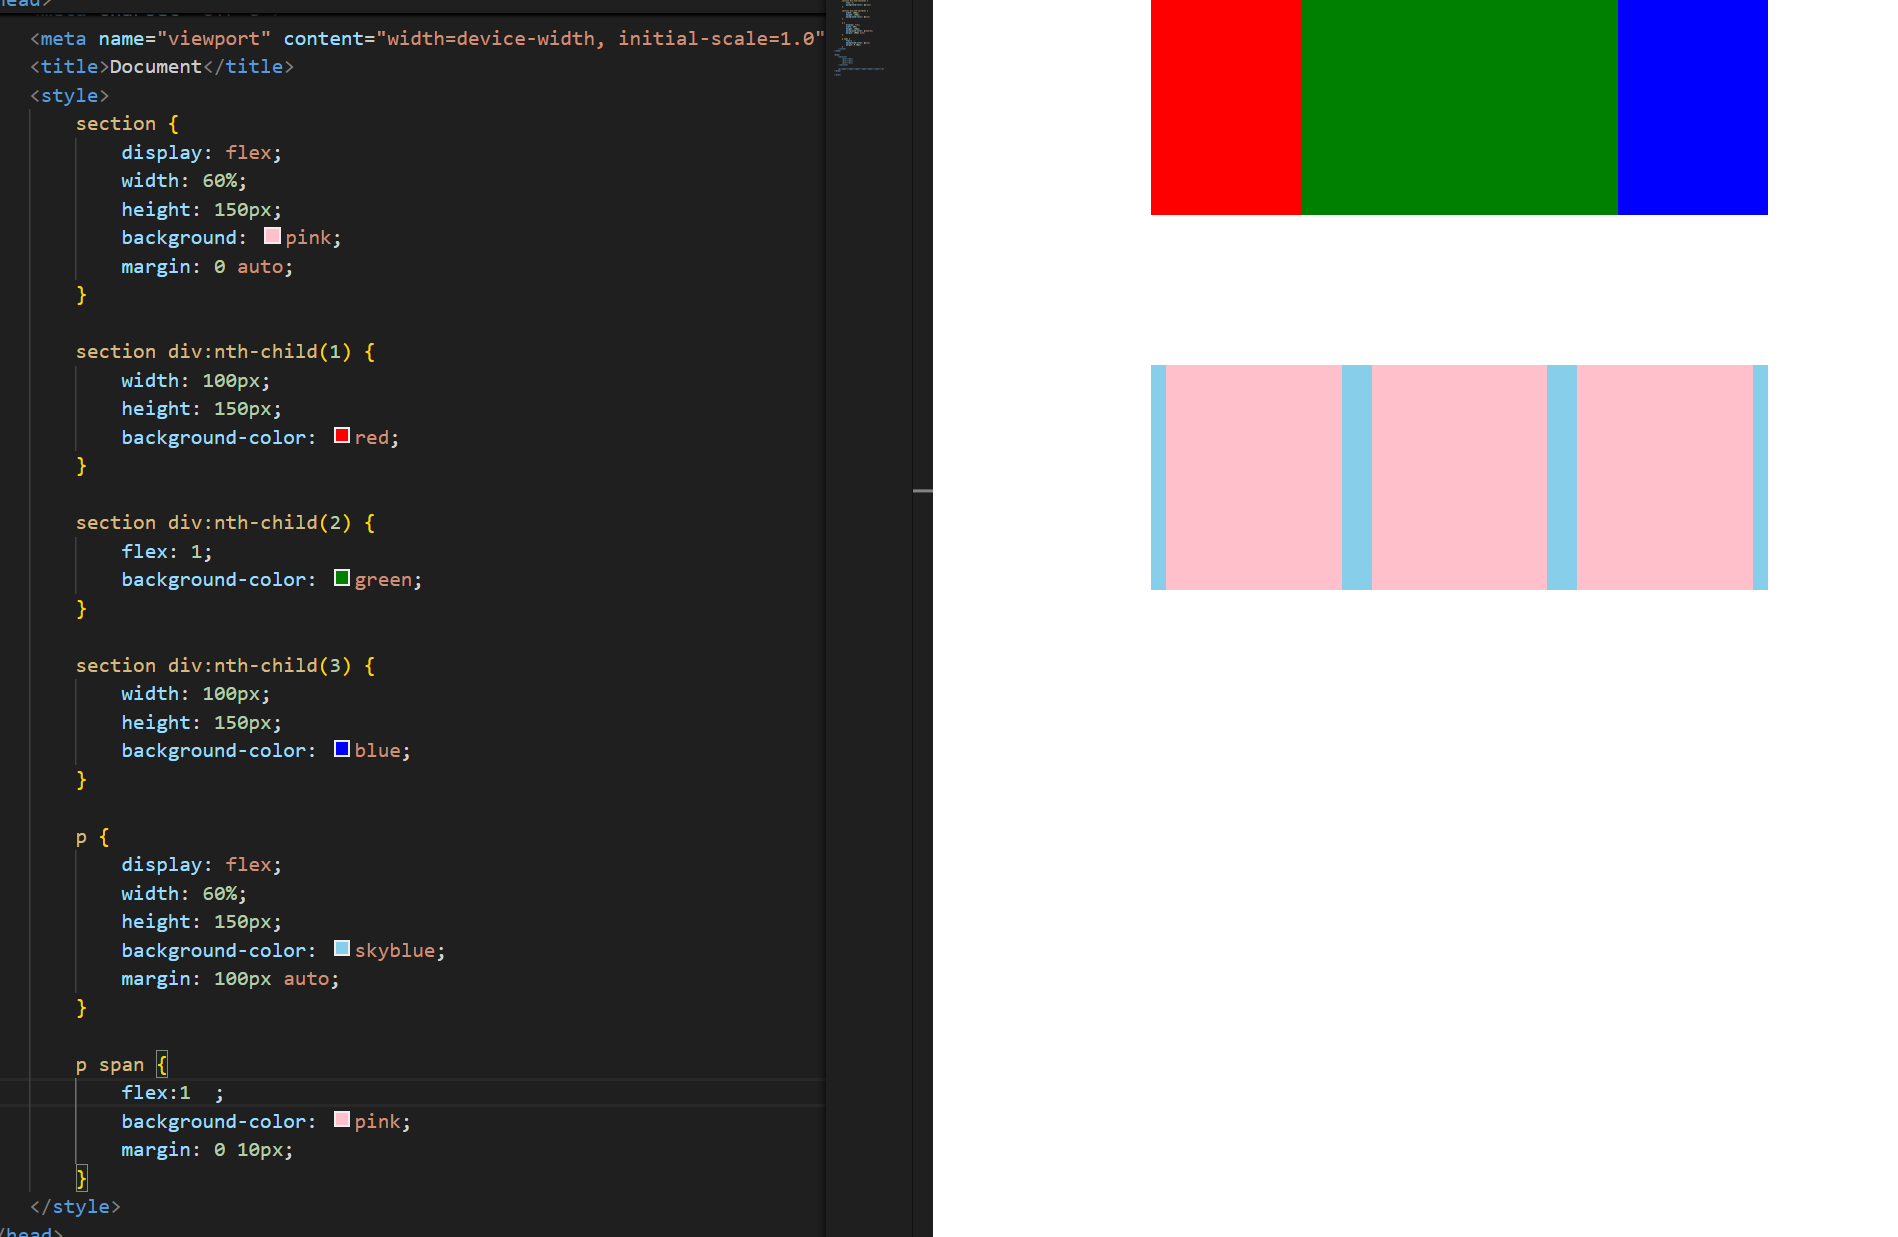 head>
<meta name="viewport" content="width=device-width, initial-scale=1.0"
<title>Document</title>
<style>
section {
display: flex;
width: 60%;
height: 150px;
background: pink;
margin: 0 auto;
}
section div:nth-child(1) {
width: 100px;
height: 150px;
background-color: red;
}
section div:nth-child(2) {
flex: 1;
background-color: green;
}
section div:nth-child(3) {
width: 100px;
height: 150px;
background-color: blue;
}
p {
display: flex;
width: 60%;
height: 150px;
background-color: skyblue;
margin: 100px auto;
}
p span {
flex:1  ;
background-color: pink;
margin: 0 10px;
}
</style>
/head>